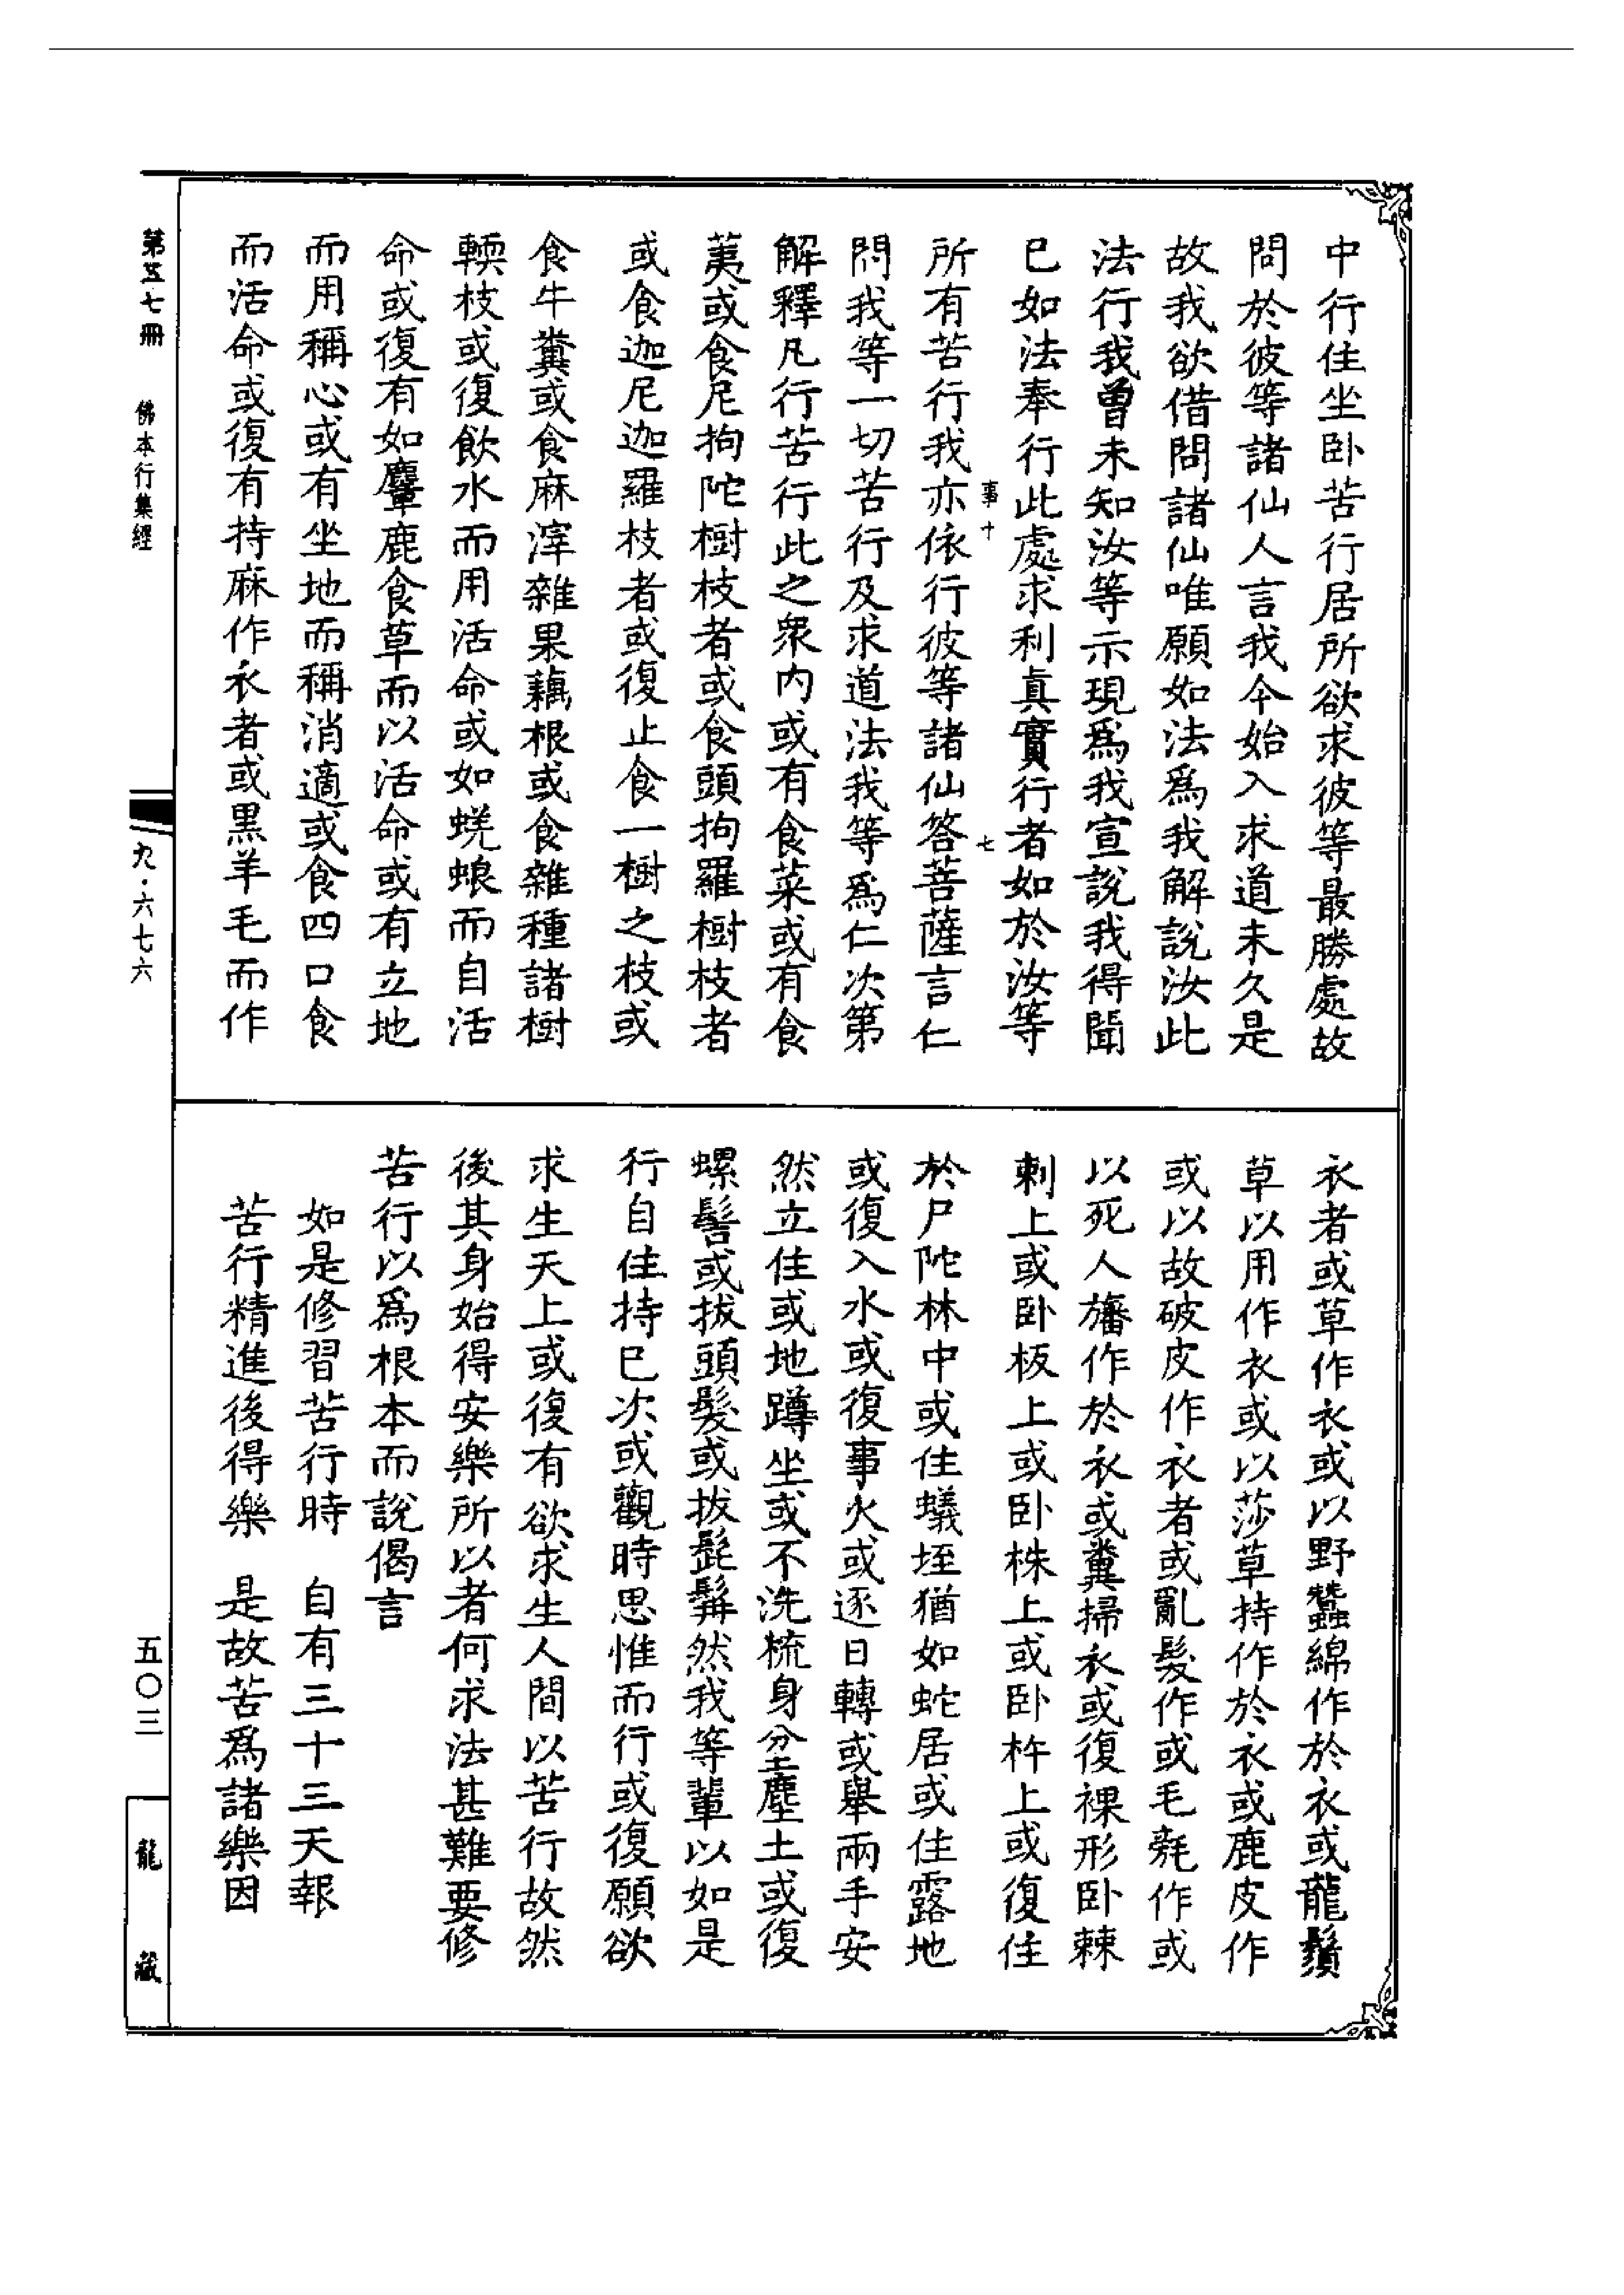 中行住坐卧苦行居所欲求彼等最勝處故
問於彼等諸仙人言我今始入求道未久是
故我欲借問諸仙唯願如法爲我解說汝此
法行我曾未知汝等示現爲我宣說我得聞
已如法奉行此處求利真實行者如於汝等
事十
七
所有苦行我亦依行彼等諸仙答菩薩言仁
問我等一切苦行及求道法我等爲仁次第
解釋凡行苦行此之衆内或有食菜或有食
荑或食尼拘陀樹枝者或食頭拘羅樹枝者
或食迦尼迦羅枝者或復止食一樹之枝或
食牛糞或食麻滓雜果藕根或食雜種諸樹
輭枝或復飲水而用活命或如蜣蜋而自活
命或復有如麞鹿食草而以活命或有立地
而用稱心或有坐地而稱消適或食四口食
而活命或復有持麻作衣者或黑羊毛而作
衣者或草作衣或以野蠶綿作於衣或龍鬚
草以用作衣或以莎草持作於衣或鹿皮作
或以故破皮作衣者或亂髮作或毛毼作或
以死人旛作於衣或糞掃衣或復裸形卧棘
刺上或卧板上或卧株上或卧杵上或復住
於尸陀林中或住蟻垤猶如蛇居或住露地
或復入水或復事火或逐日轉或舉兩手安
然立住或地蹲坐或不洗梳身坌塵土或復
螺髻或拔頭髮或拔髭髯然我等輩以如是
行自住持已次或觀時思惟而行或復願欲
求生天上或復有欲求生人間以苦行故然
後其身始得安樂所以者何求法甚難要修
苦行以爲根本而說偈言
如是修習苦行時　自有三十三天報
苦行精進後得樂　是故苦爲諸樂因
第五七冊　佛本行集經
九·六七六
五〇三
龍藏